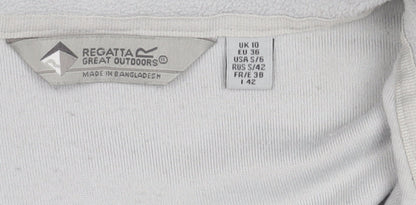 REGATTA
GREAT OUTDOORS
MADE IN BANGLADESH
UK 10
EU 36
USA S/6
RUS S/42
FR/E 38
I 42